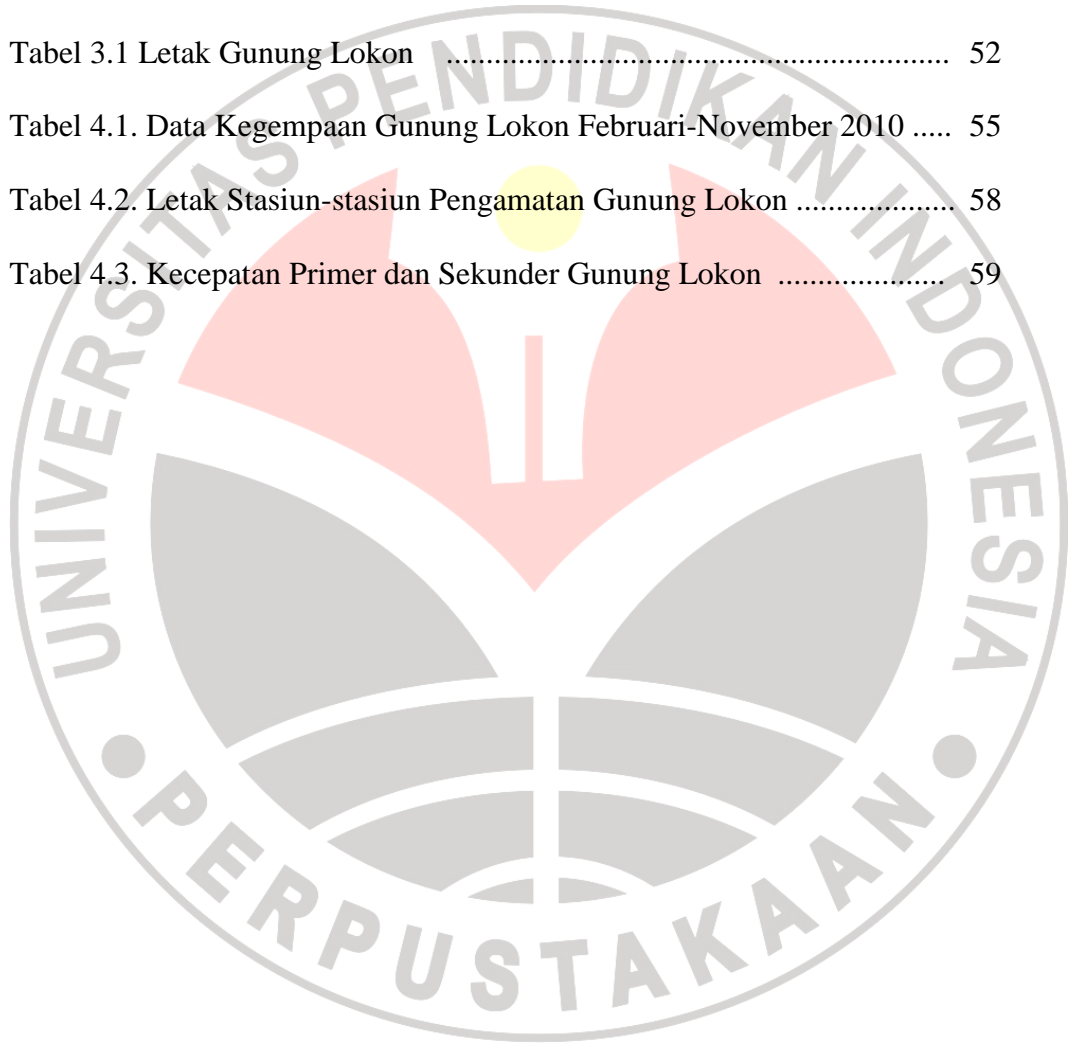 Tabel 3.1 Letak Gunung Lokon ............................................................... 52
Tabel 4.1. Data Kegempaan Gunung Lokon Februari-November 2010 ..... 55
Tabel 4.2. Letak Stasiun-stasiun Pengamatan Gunung Lokon .................... 58
Tabel 4.3. Kecepatan Primer dan Sekunder Gunung Lokon ..................... 59
UNIVERSITAS PENDIDIKAN INDONESIA
PERPUSTAKAAN